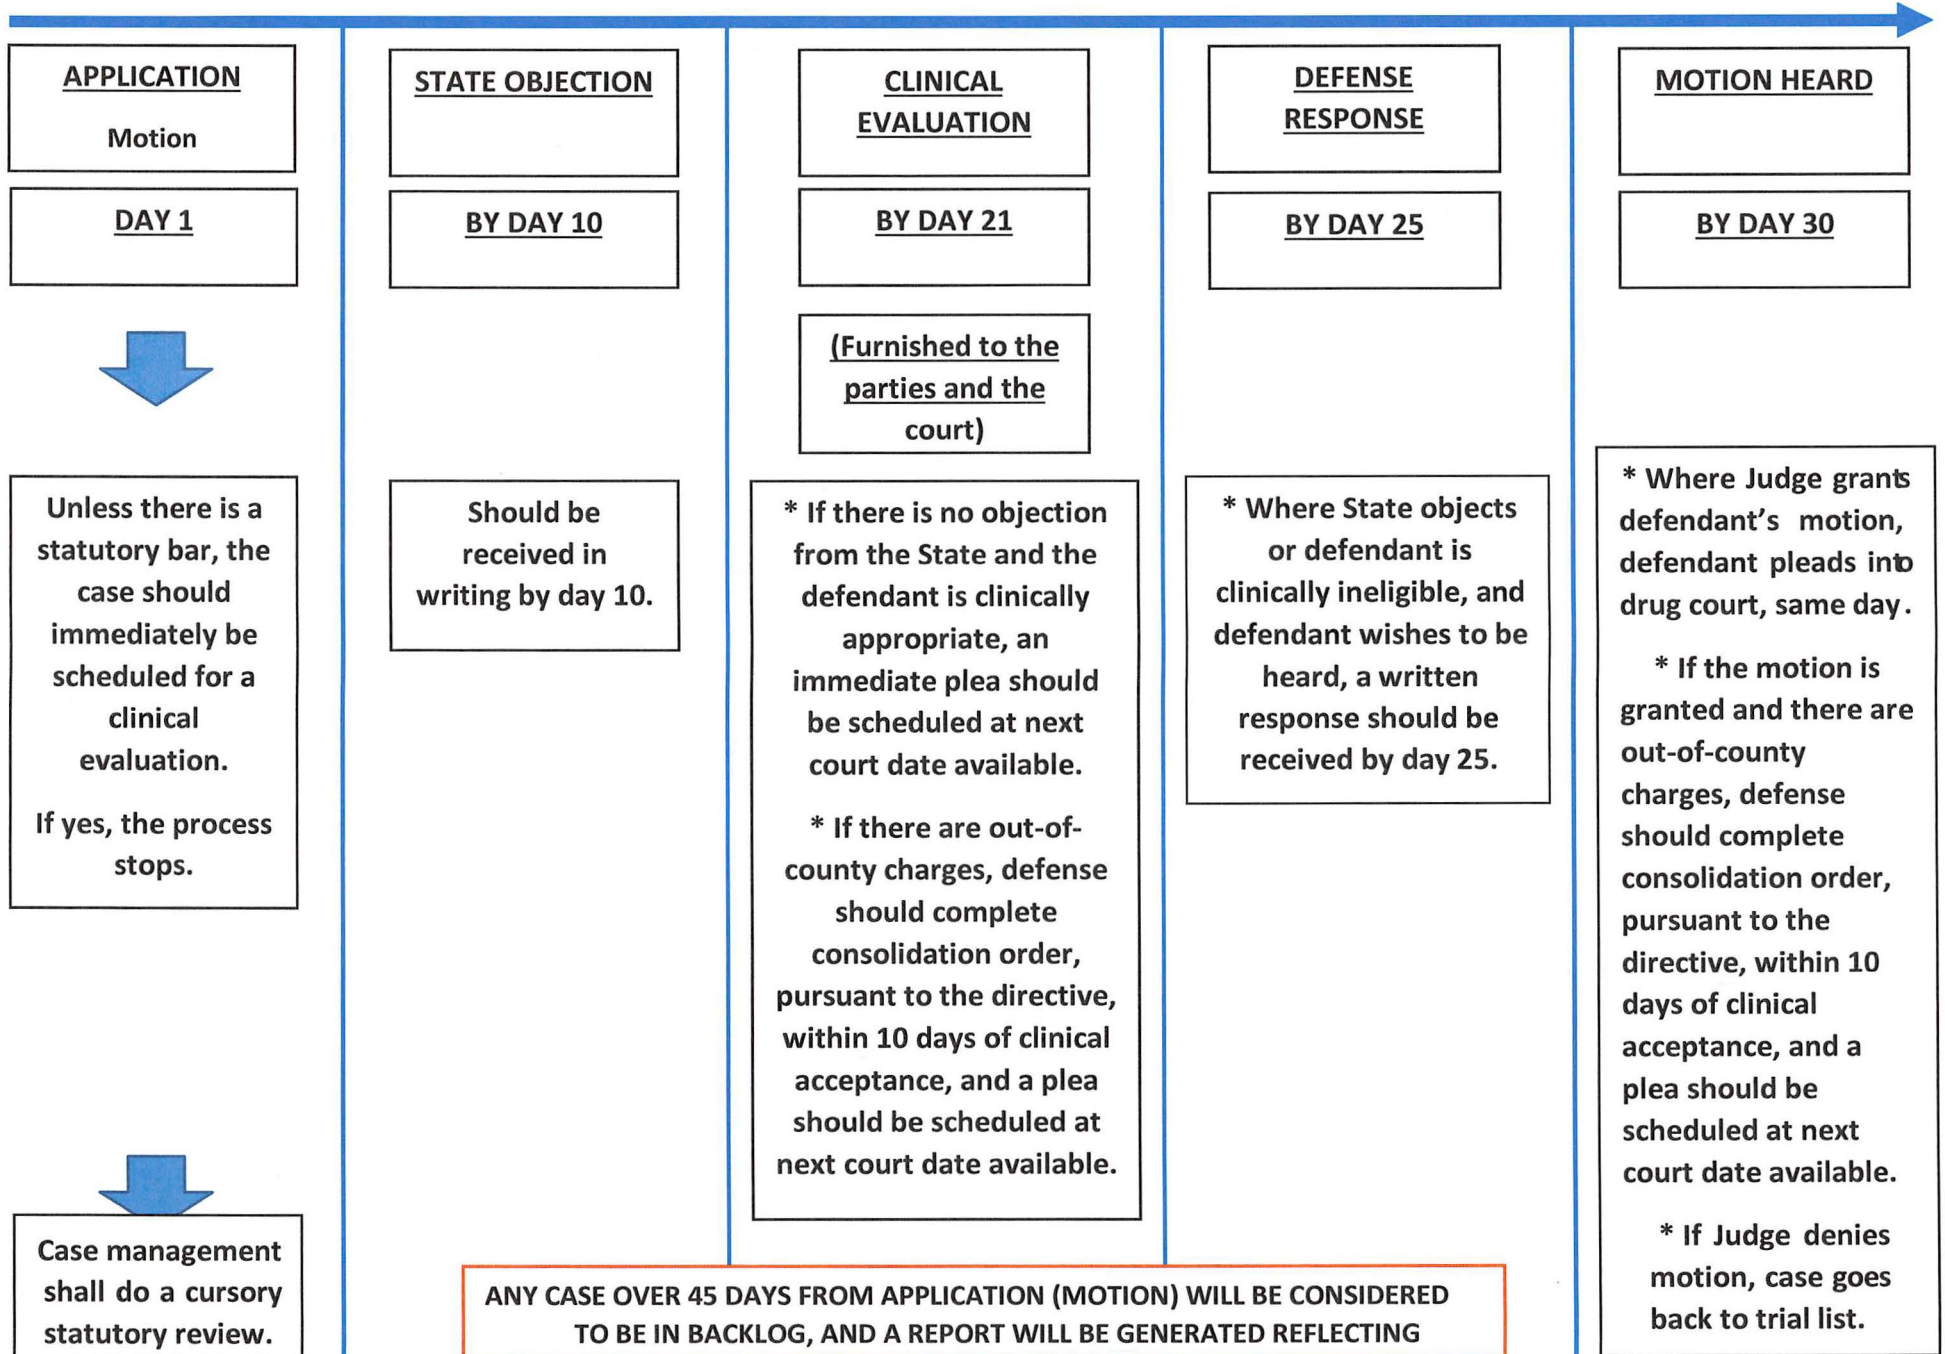 APPLICATION
Motion
DAY 1
Unless there is a
statutory bar, the
case should
immediately be
scheduled for a
clinical
evaluation.
If yes, the process
stops.
Case management
shall do a cursory
statutory review.
STATE OBJECTION
BY DAY 10
Should be
received in
writing by day 10.
CLINICAL
EVALUATION
BY DAY 21
(Furnished to the
parties and the
court)
* If there is no objection
from the State and the
defendant is clinically
appropriate, an
immediate plea should
be scheduled at next
court date available.
* If there are out-of-
county charges, defense
should complete
consolidation order,
pursuant to the directive,
within 10 days of clinical
acceptance, and a plea
should be scheduled at
next court date available.
DEFENSE
RESPONSE
BY DAY 25
* Where State objects
or defendant is
clinically ineligible, and
defendant wishes to be
heard, a written
response should be
received by day 25.
MOTION HEARD
BY DAY 30
* Where Judge grants
defendant's motion,
defendant pleads into
drug court, same day.
* If the motion is
granted and there are
out-of-county
charges, defense
should complete
consolidation order,
pursuant to the
directive, within 10
days of clinical
acceptance, and a
plea should be
scheduled at next
court date available.
* If Judge denies
motion, case goes
back to trial list.
ANY CASE OVER 45 DAYS FROM APPLICATION (MOTION) WILL BE CONSIDERED
TO BE IN BACKLOG, AND A REPORT WILL BE GENERATED REFLECTING